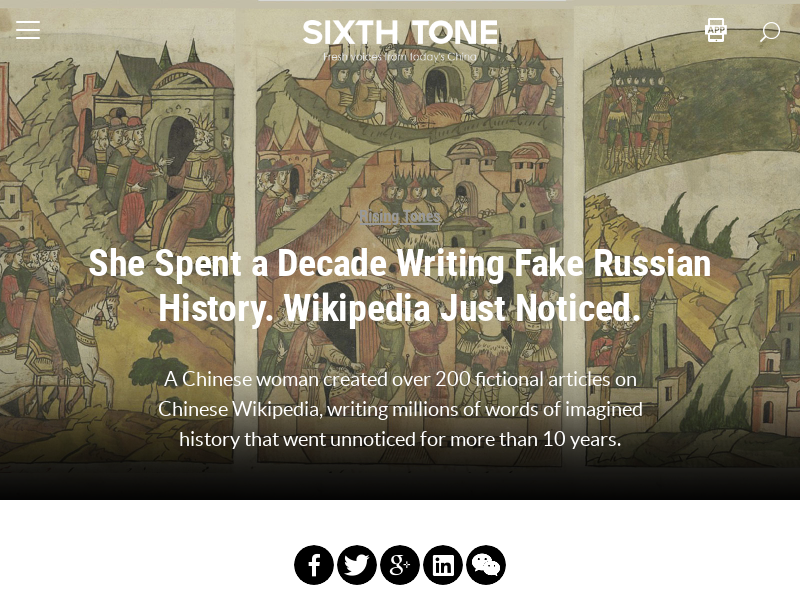 SIXTH TONE
Fresh voices from today's China
APP
Rising Tones
She Spent a Decade Writing Fake Russian
History. Wikipedia Just Noticed.
A Chinese woman created over 200 fictional articles on
Chinese Wikipedia, writing millions of words of imagined
history that went unnoticed for more than 10 years.